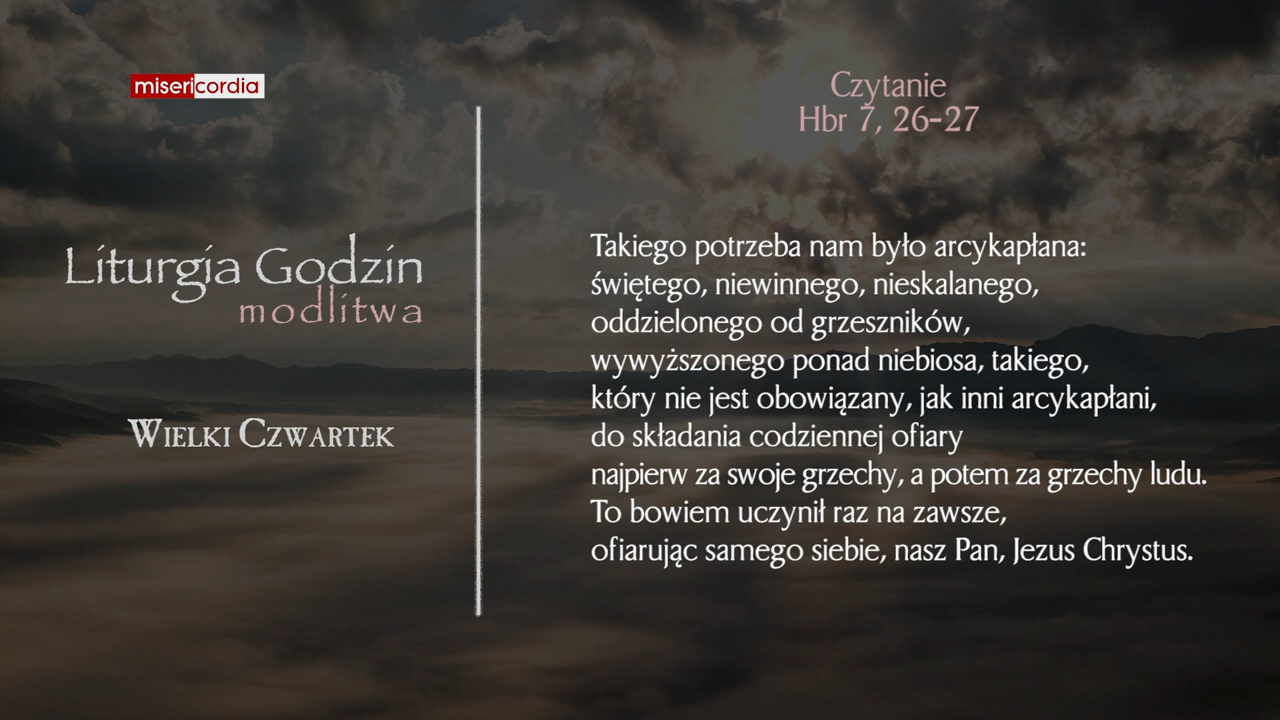 misericordia
Liturgia Godzin
modlitwa
Wielki Czwartek
Czytanie
Hbr 7, 26-27
Takiego potrzeba nam było arcykapłana:
świętego, niewinnego, nieskalanego,
oddzielonego od grzeszników,
wywyższonego ponad niebiosa, takiego,
który nie jest obowiązany, jak inni arcykapłani,
do składania codziennej ofiary
najpierw za swoje grzechy, a potem za grzechy ludu.
To bowiem uczynił raz na zawsze,
ofiarując samego siebie, nasz Pan, Jezus Chrystus.